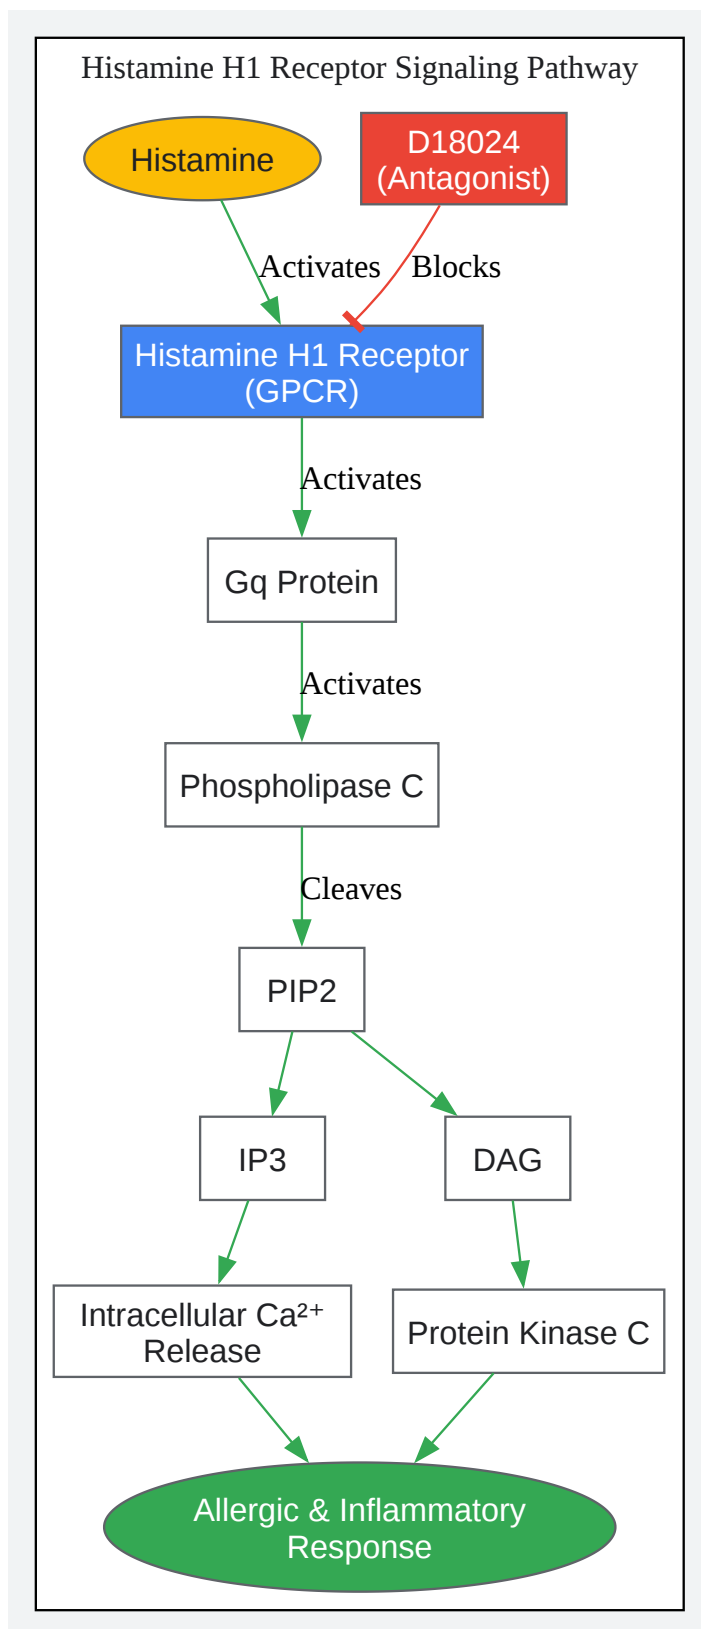 Histamine H1 Receptor Signaling Pathway
Histamine
D18024
(Antagonist)
Activates
Blocks
Histamine H1 Receptor
(GPCR)
Activates
Gq Protein
Activates
Phospholipase C
Cleaves
PIP2
IP3
DAG
Intracellular Ca²⁺
Release
Protein Kinase C
Allergic & Inflammatory
Response